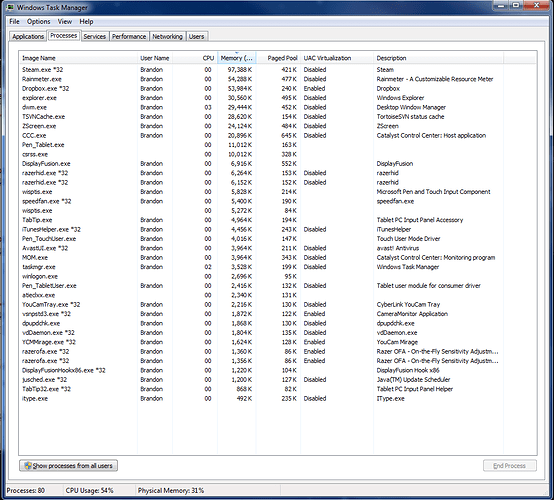 Windows Task Manager
File Options View Help
Applications Processes Services Performance Networking Users
Image Name User Name CPU Memory (... Paged Pool UAC Virtualization Description
Steam.exe *32 Brandon 00 97,388 K 421 K Disabled Steam
Rainmeter.exe Brandon 00 54,288 K 477 K Disabled Rainmeter - A Customizable Resource Meter
Dropbox.exe *32 Brandon 00 53,984 K 240 K Enabled Dropbox
explorer.exe Brandon 00 30,560 K 495 K Disabled Windows Explorer
dwm.exe Brandon 03 29,444 K 452 K Disabled Desktop Window Manager
TSVNCache.exe Brandon 00 28,620 K 154 K Disabled TortoiseSVN status cache
ZScreen.exe Brandon 00 24,124 K 484 K Disabled ZScreen
CCC.exe Brandon 00 20,896 K 645 K Disabled Catalyst Control Center: Host application
Pen_Tablet.exe 00 11,012 K 163 K
csrss.exe 00 10,012 K 328 K
DisplayFusion.exe Brandon 00 6,916 K 552 K DisplayFusion
razerhid.exe *32 Brandon 00 6,264 K 153 K Disabled razerhid
razerhid.exe *32 Brandon 00 6,152 K 152 K Disabled razerhid
wisptis.exe Brandon 00 5,828 K 214 K Microsoft Pen and Touch Input Component
speedfan.exe *32 Brandon 00 5,400 K 190 K speedfan.exe
wisptis.exe 00 5,272 K 84 K
TabTip.exe Brandon 00 4,964 K 194 K Tablet PC Input Panel Accessory
iTunesHelper.exe *32 Brandon 00 4,456 K 243 K Disabled iTunesHelper
Pen_TouchUser.exe Brandon 00 4,016 K 147 K Touch User Mode Driver
AvastUI.exe *32 Brandon 00 3,964 K 211 K Disabled avast! Antivirus
MOM.exe Brandon 00 3,964 K 343 K Disabled Catalyst Control Center: Monitoring program
taskmgr.exe Brandon 02 3,528 K 199 K Disabled Windows Task Manager
winlogon.exe 00 2,696 K 95 K
Pen_TabletUser.exe Brandon 00 2,416 K 132 K Disabled Tablet user module for consumer driver
atieclxx.exe 00 2,340 K 131 K
YouCamTray.exe *32 Brandon 00 2,216 K 130 K Disabled CyberLink YouCam Tray
vsnpstd3.exe *32 Brandon 00 1,872 K 122 K Enabled CameraMonitor Application
dpupdchk.exe Brandon 00 1,868 K 130 K Disabled dpupdchk.exe
vdDaemon.exe *32 Brandon 00 1,804 K 135 K Disabled vdDaemon.exe
YCMMirage.exe *32 Brandon 00 1,624 K 128 K Enabled YouCam Mirage
razerofa.exe *32 Brandon 00 1,360 K 86 K Enabled Razer OFA - On-the-Fly Sensitivity Adjustm...
razerofa.exe *32 Brandon 00 1,356 K 86 K Enabled Razer OFA - On-the-Fly Sensitivity Adjustm...
DisplayFusionHookx86.exe *32 Brandon 00 1,220 K 104 K DisplayFusion Hook x86
jusched.exe *32 Brandon 00 1,200 K 127 K Disabled Java(TM) Update Scheduler
TabTip32.exe *32 Brandon 00 868 K 82 K Tablet PC Input Panel Helper
itype.exe Brandon 00 492 K 235 K Disabled IType.exe
Show processes from all users End Process
Processes: 80 CPU Usage: 54% Physical Memory: 31%